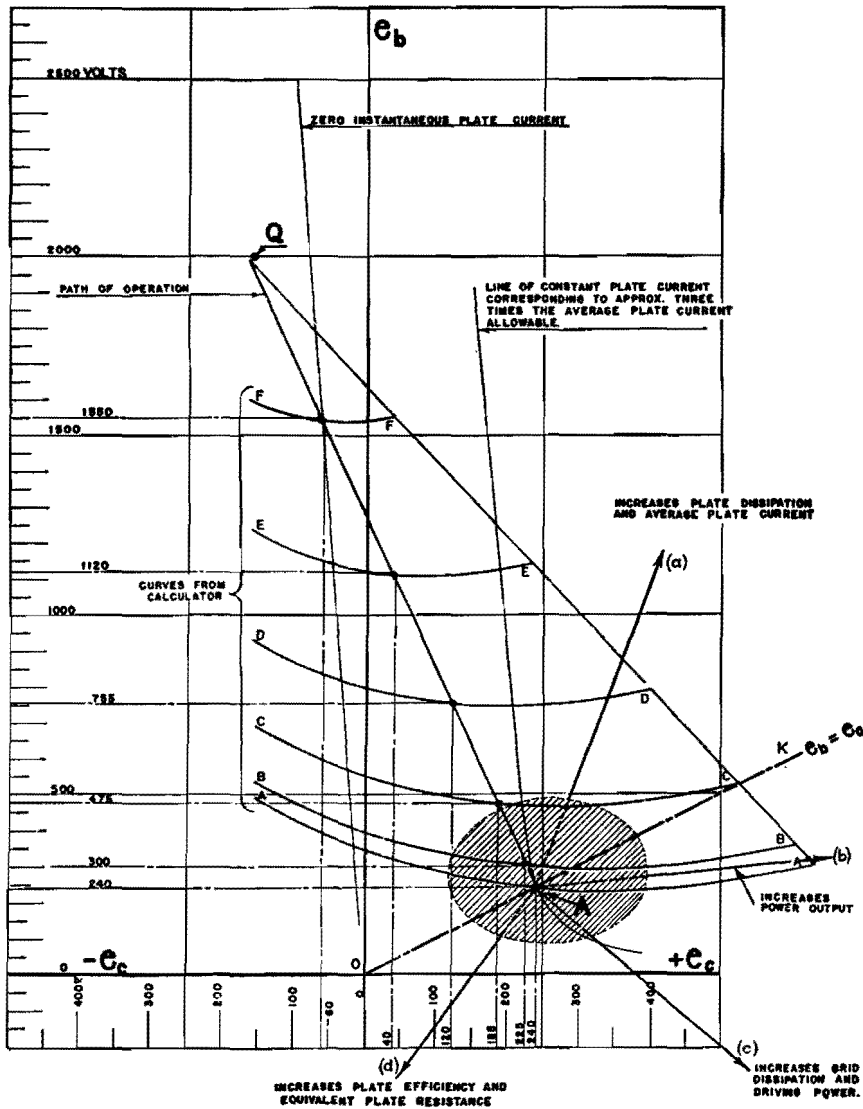 e_b
2500 VOLTS
ZERO INSTANTANEOUS PLATE CURRENT
Q
2000
PATH OF OPERATION
LINE OF CONSTANT PLATE CURRENT
CORRESPONDING TO APPROX. THREE
TIMES THE AVERAGE PLATE CURRENT
ALLOWABLE.
F
F
1550
1500
INCREASES PLATE DISSIPATION
AND AVERAGE PLATE CURRENT
E
E
(a)
1120
CURVES FROM
CALCULATOR
1000
D
D
755
C
C
K
e_b = e_c
500
475
B
B
A
A
(b)
300
240
A
INCREASES
POWER OUTPUT
O
0
-e_c
+e_c
400
300
200
100
-60
0
40
100
120
185
200
225
240
300
400
(d)
(c)
INCREASES PLATE EFFICIENCY AND
EQUIVALENT PLATE RESISTANCE
INCREASES GRID
DISSIPATION AND
DRIVING POWER.